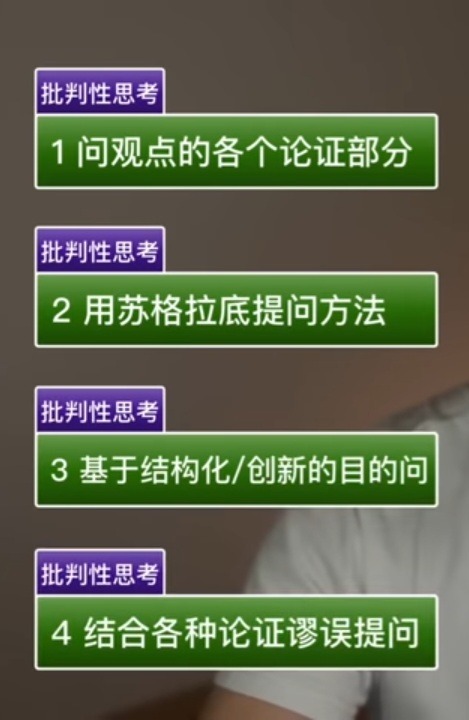 批判性思考
1 问观点的各个论证部分
批判性思考
2 用苏格拉底提问方法
批判性思考
3 基于结构化/创新的目的问
批判性思考
4 结合各种论证谬误提问